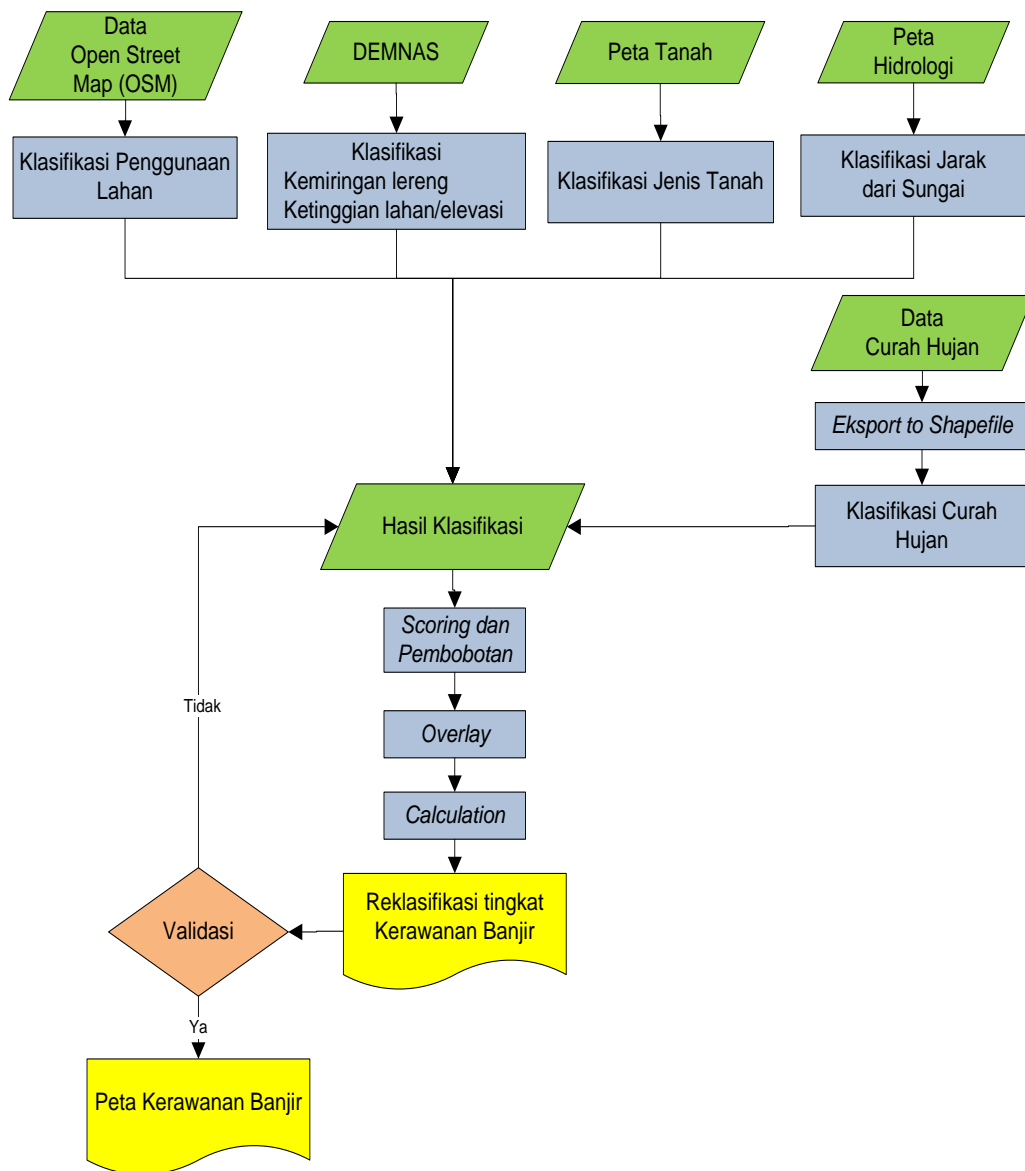 Data
Open Street
Map (OSM)
DEMNAS
Peta Tanah
Peta
Hidrologi
Klasifikasi Penggunaan
Lahan
Klasifikasi
Kemiringan lereng
Ketinggian lahan/elevasi
Klasifikasi Jenis Tanah
Klasifikasi Jarak
dari Sungai
Data
Curah Hujan
Eksport to Shapefile
Klasifikasi Curah
Hujan
Hasil Klasifikasi
Scoring dan
Pembobotan
Overlay
Calculation
Reklasifikasi tingkat
Kerawanan Banjir
Validasi
Tidak
Ya
Peta Kerawanan Banjir